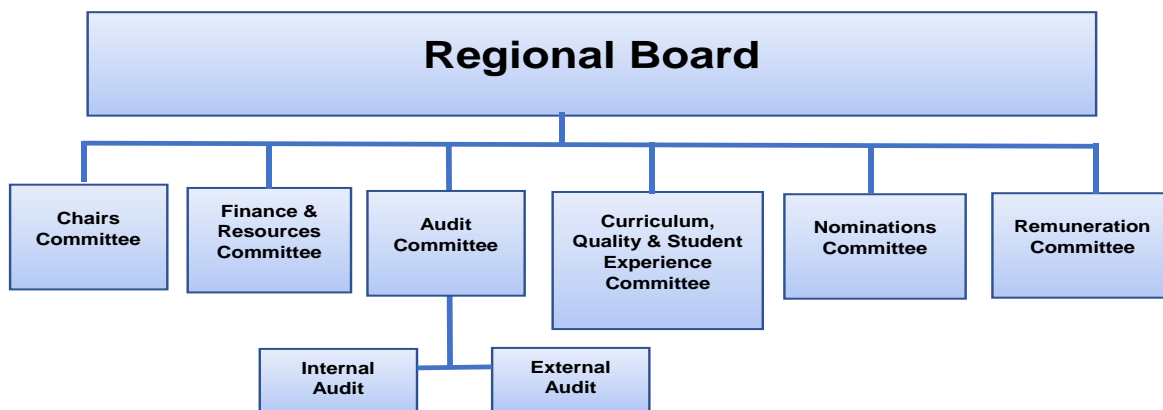 Regional Board
Chairs
Committee
Finance &
Resources
Committee
Audit
Committee
Curriculum,
Quality & Student
Experience
Committee
Nominations
Committee
Remuneration
Committee
Internal
Audit
External
Audit